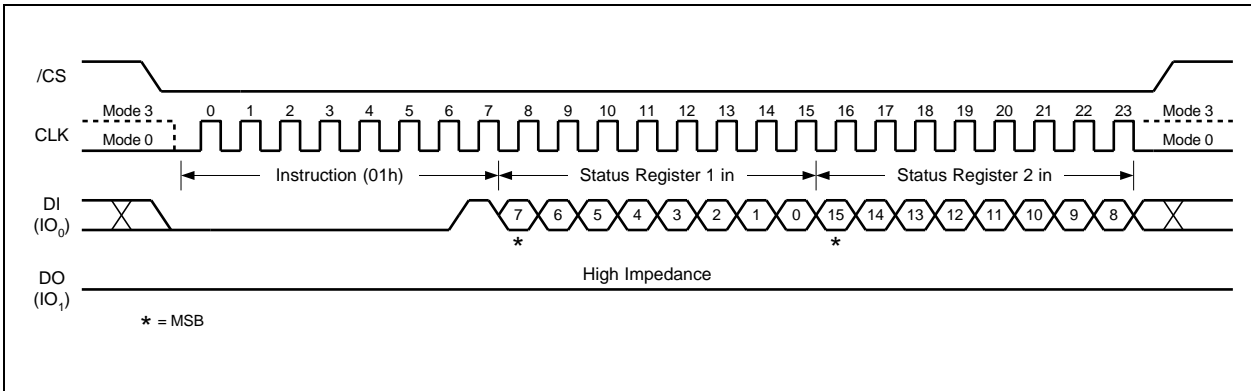 /CS
Mode 3 0 1 2 3 4 5 6 7 8 9 10 11 12 13 14 15 16 17 18 19 20 21 22 23 Mode 3
CLK
Mode 0 Mode 0
Instruction (01h) Status Register 1 in Status Register 2 in
DI
(IO0)
7 6 5 4 3 2 1 0 15 14 13 12 11 10 9 8
* *
High Impedance
DO
(IO1)
* = MSB